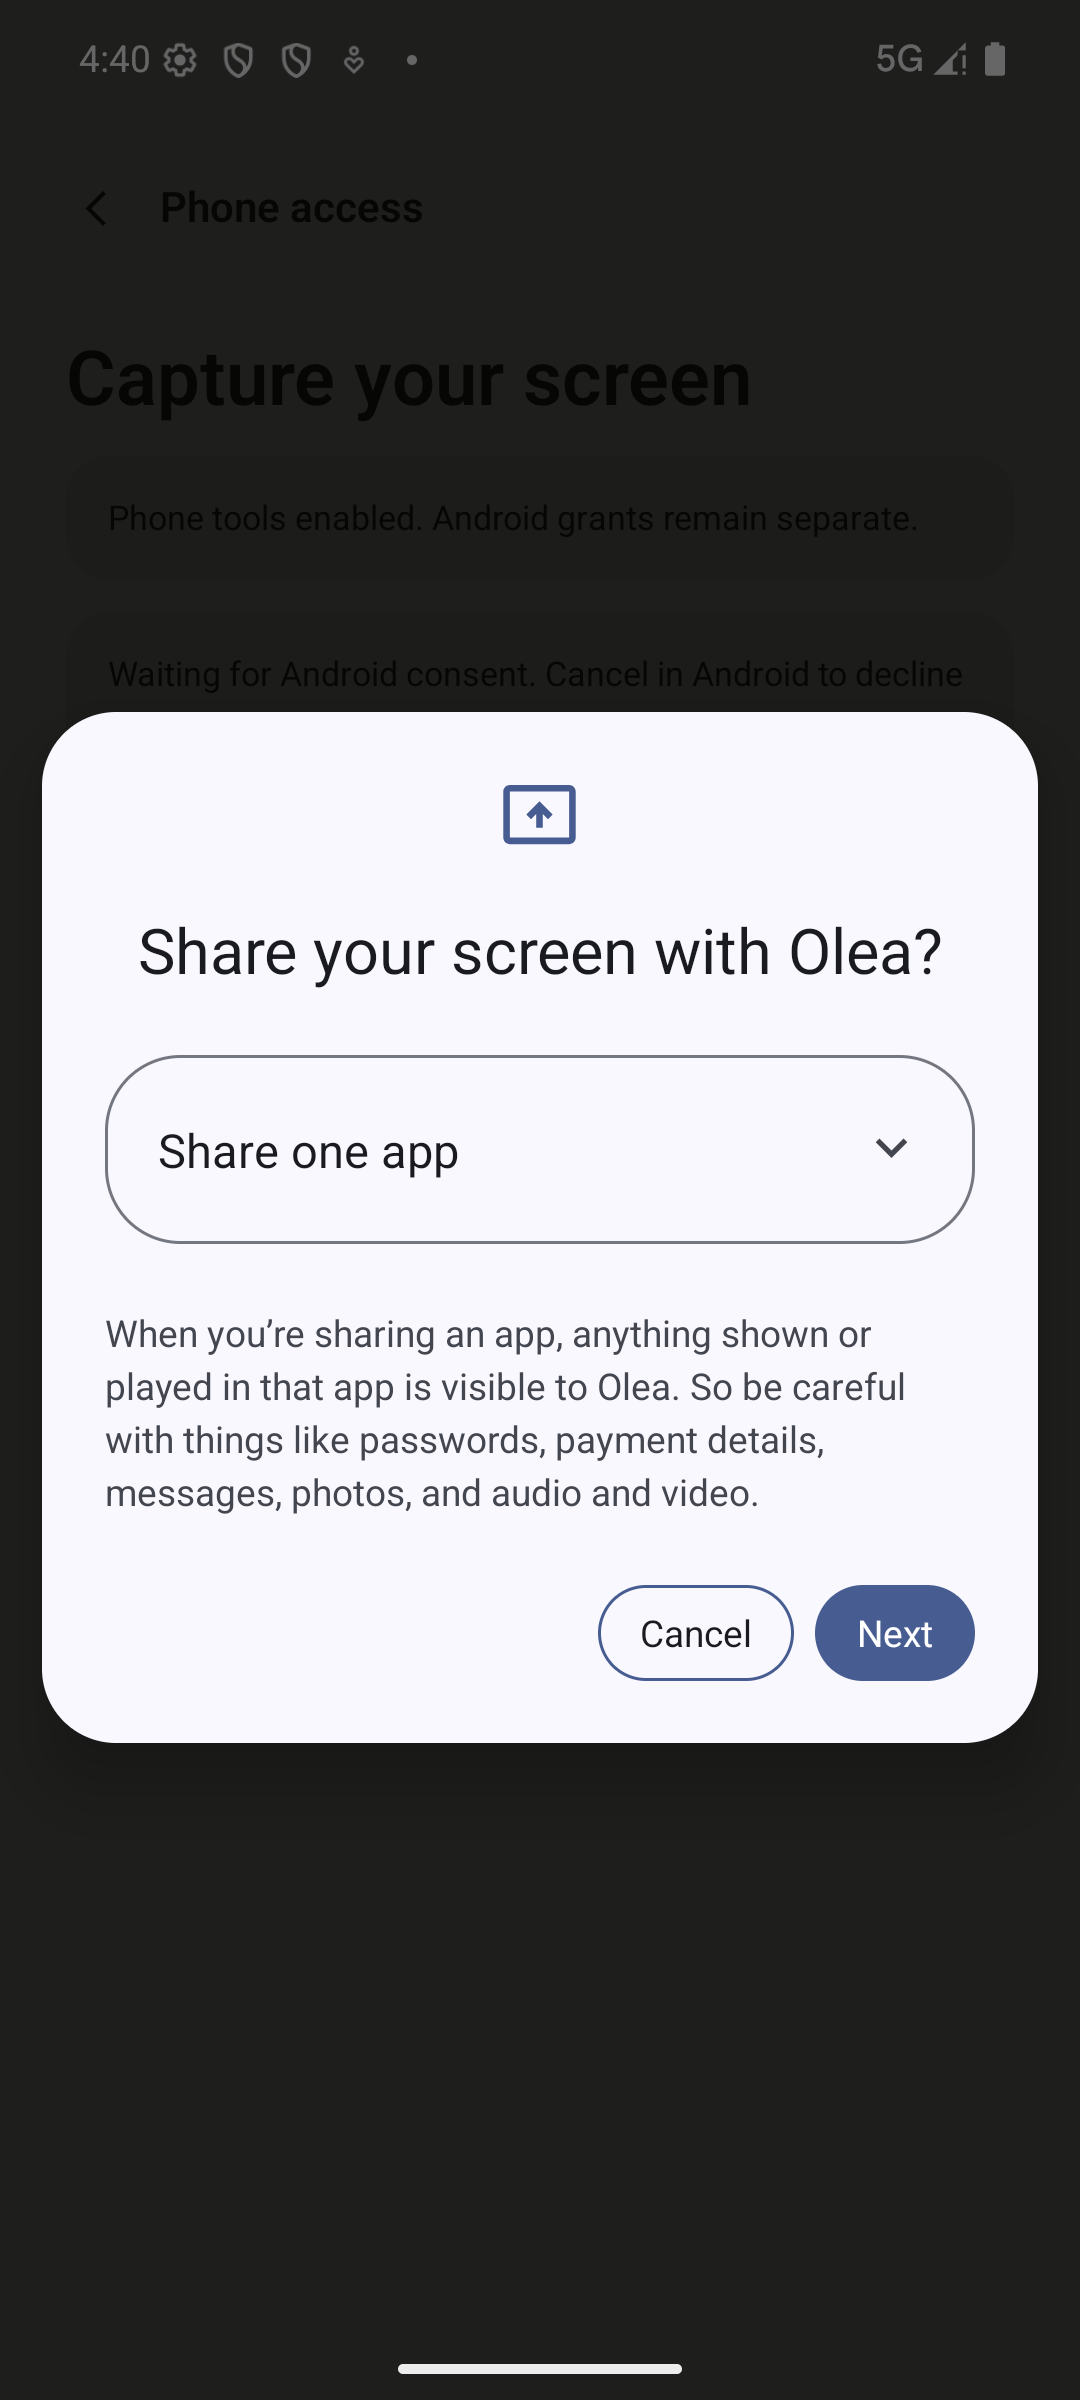 4:40
5G
Phone access
Capture your screen
Phone tools enabled. Android grants remain separate.
Waiting for Android consent. Cancel in Android to decline
Share your screen with Olea?
Share one app
When you’re sharing an app, anything shown or
played in that app is visible to Olea. So be careful
with things like passwords, payment details,
messages, photos, and audio and video.
Cancel
Next